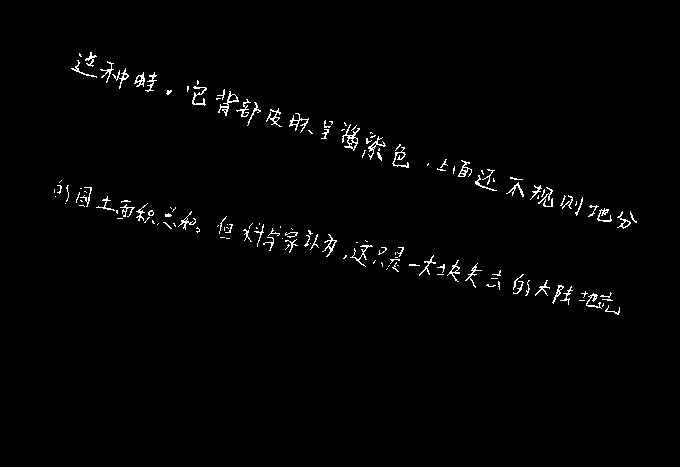 这种蛙。它背部皮肤呈酱紫色.上面还不规则地分
的国土面积总和。但科学家认为,这只是一大块失去的大陆地壳